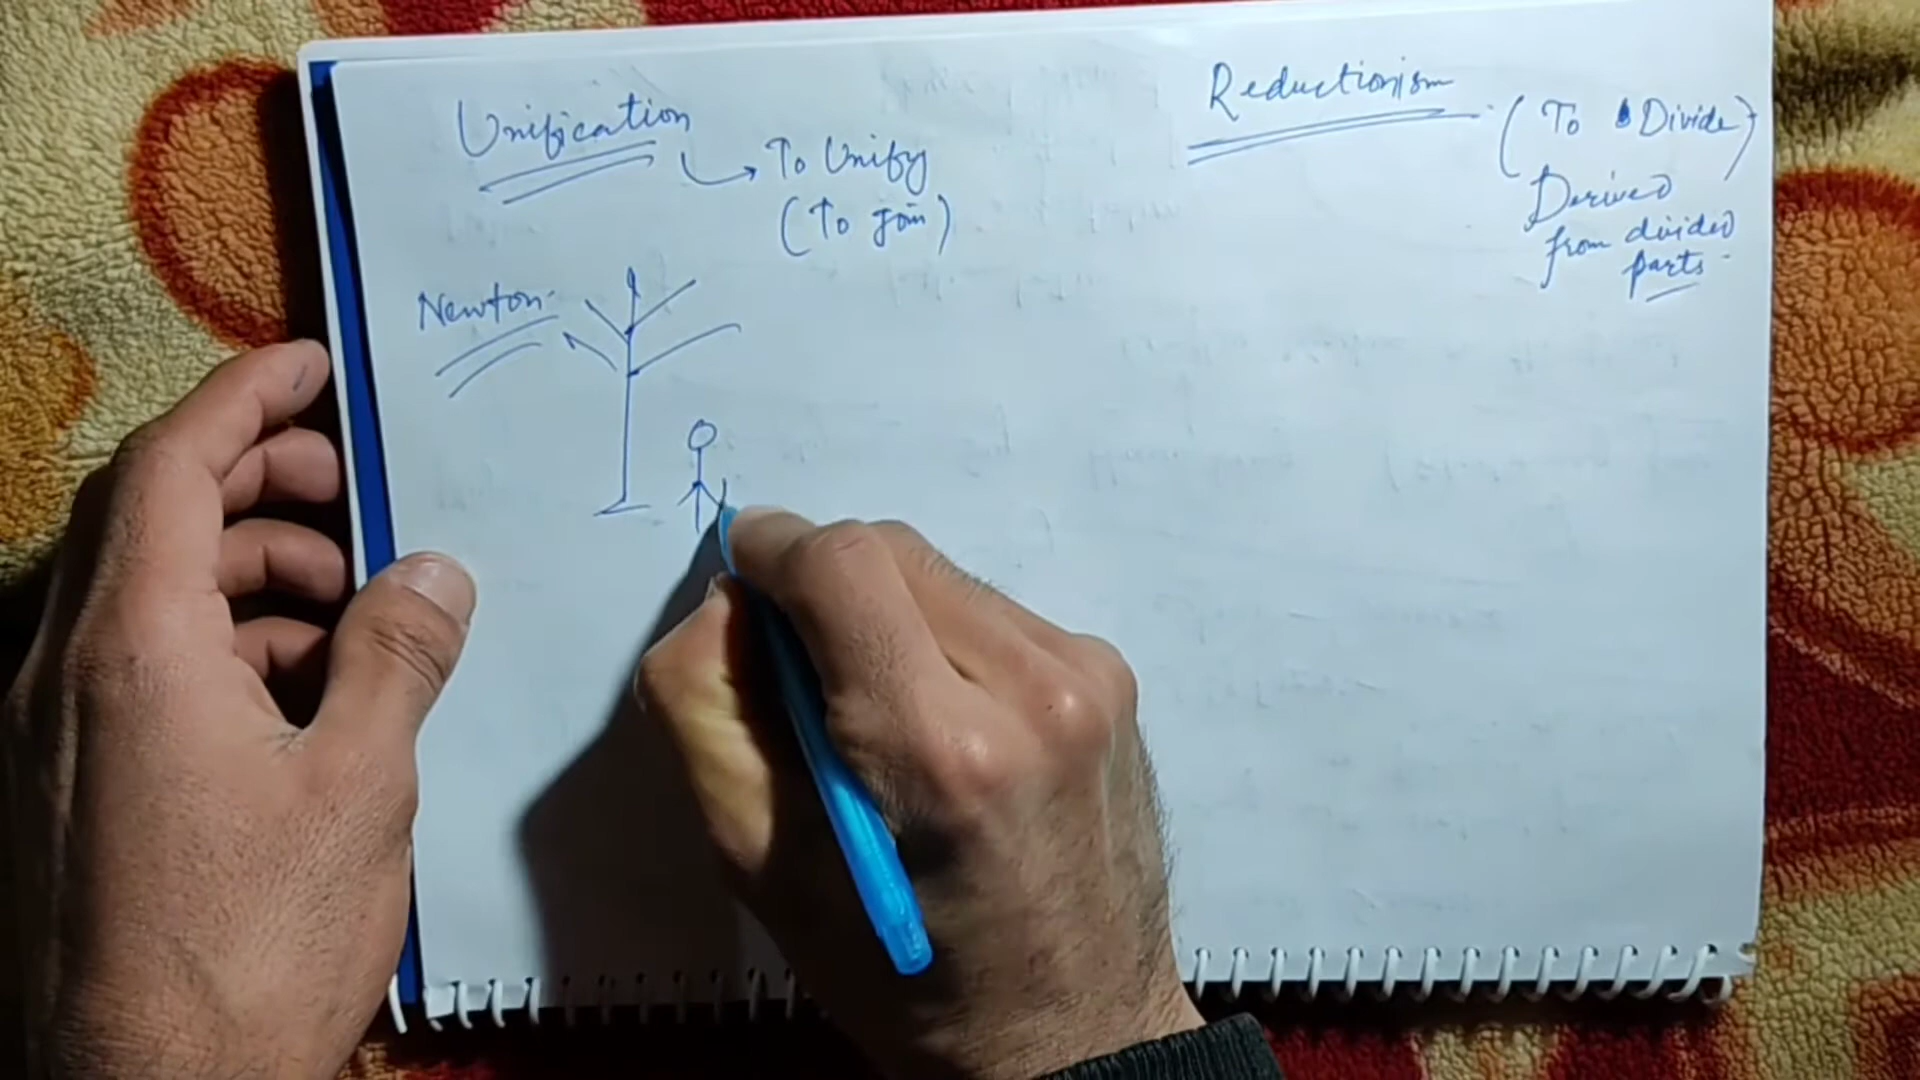 Unification
To Unify
(To Join)
Newton
Reductionism
(To Divide)
Derived
from divided
parts